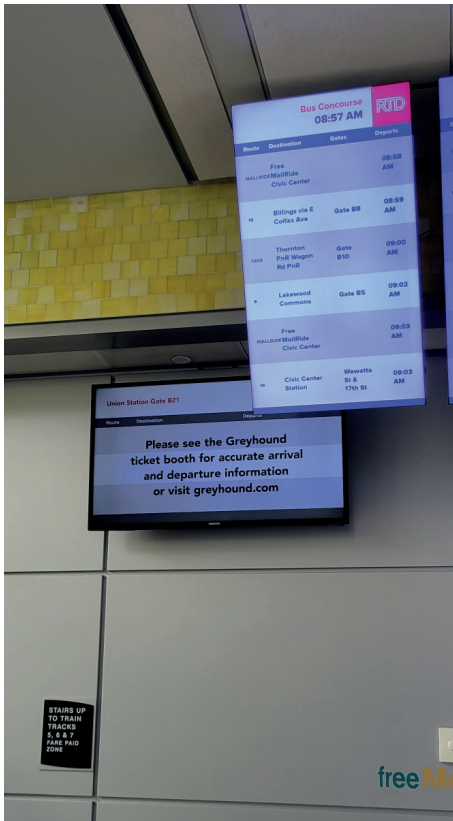 Bus Concourse
08:57 AM
RTD
Route Destination Gates Departs
Free
MALLRIDE MallRide
Civic Center
08:58
AM
15
Billings via E
Colfax Ave
Gate B8
08:59
AM
Thornton
PnR Wagon
Rd PnR
Gate
B10
09:00
AM
9
Lakewood
Commons
Gate B5
09:02
AM
Free
MALLRIDE MallRide
Civic Center
09:03
AM
Civic Center
Station
Wewetta
St &
17th St
09:03
AM
Union Station Gate B21
Route Destination Departs
Please see the Greyhound
ticket booth for accurate arrival
and departure information
or visit greyhound.com
SAMSUNG
STAIRS UP
TO TRAIN
TRACKS
5, 6 & 7
FARE PAID
ZONE
free